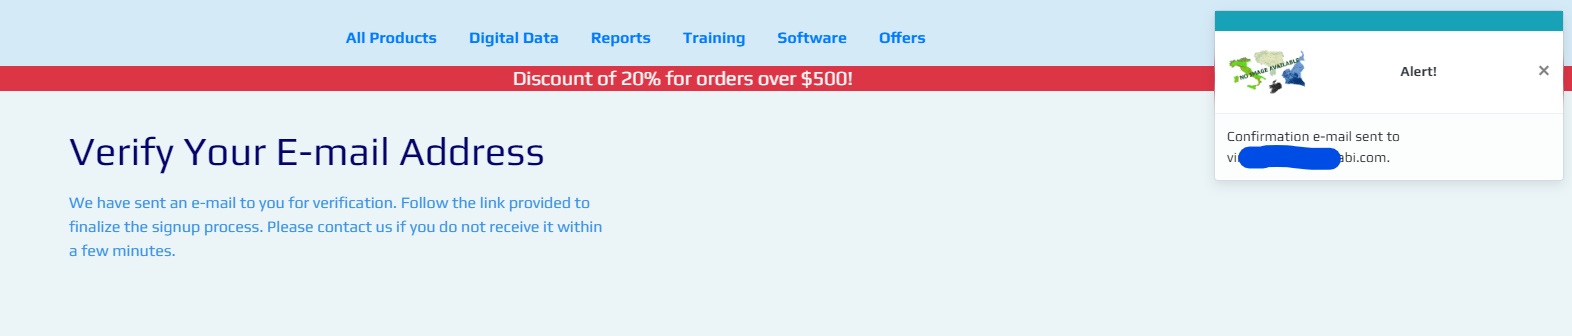 All Products Digital Data Reports Training Software Offers
Discount of 20% for orders over $500!
Verify Your E-mail Address
We have sent an e-mail to you for verification. Follow the link provided to
finalize the signup process. Please contact us if you do not receive it within
a few minutes.
NO IMAGE AVAILABLE
Alert!
×
Confirmation e-mail sent to
abi.com.